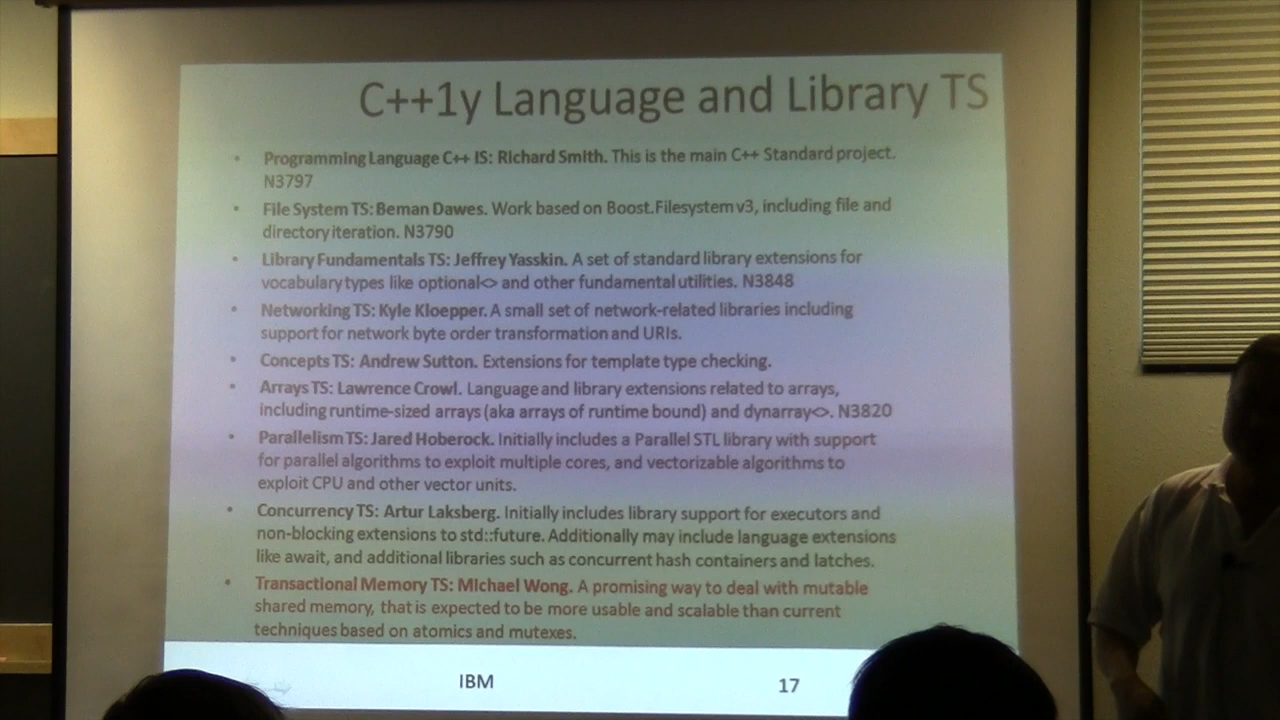 C++1y Language and Library TS
• Programming Language C++ IS: Richard Smith. This is the main C++ Standard project.
N3797
• File System TS: Beman Dawes. Work based on Boost.Filesystem v3, including file and
directory iteration. N3790
• Library Fundamentals TS: Jeffrey Yasskin. A set of standard library extensions for
vocabulary types like optional<> and other fundamental utilities. N3848
• Networking TS: Kyle Kloepper. A small set of network-related libraries including
support for network byte order transformation and URIs.
• Concepts TS: Andrew Sutton. Extensions for template type checking.
• Arrays TS: Lawrence Crowl. Language and library extensions related to arrays,
including runtime-sized arrays (aka arrays of runtime bound) and dynarray<>. N3820
• Parallelism TS: Jared Hoberock. Initially includes a Parallel STL library with support
for parallel algorithms to exploit multiple cores, and vectorizable algorithms to
exploit CPU and other vector units.
• Concurrency TS: Artur Laksberg. Initially includes library support for executors and
non-blocking extensions to std::future. Additionally may include language extensions
like await, and additional libraries such as concurrent hash containers and latches.
• Transactional Memory TS: Michael Wong. A promising way to deal with mutable
shared memory, that is expected to be more usable and scalable than current
techniques based on atomics and mutexes.
IBM 17